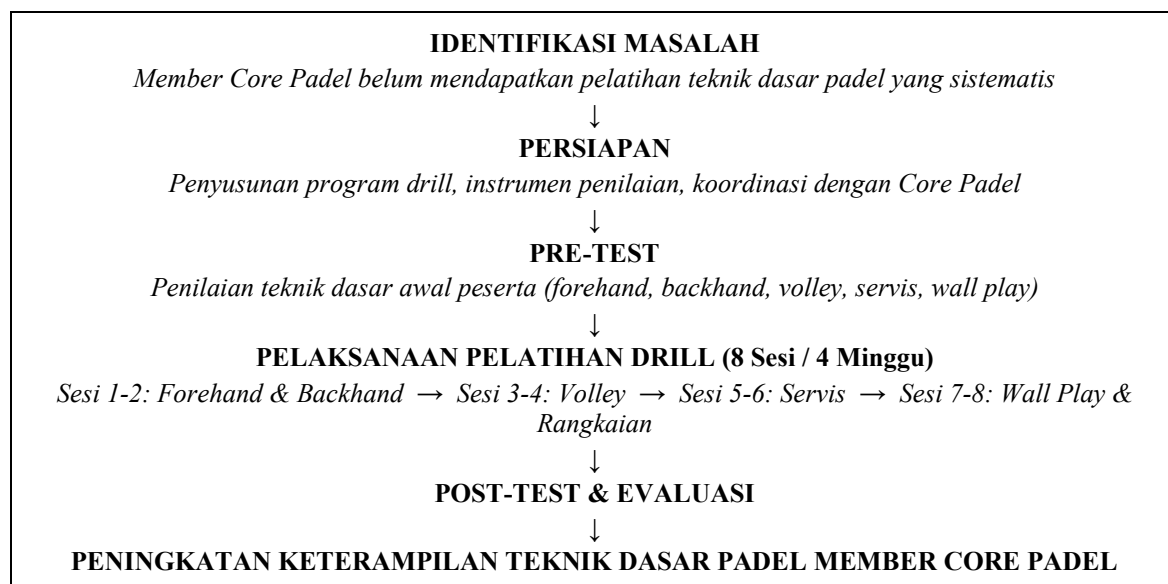 IDENTIFIKASI MASALAH
Member Core Padel belum mendapatkan pelatihan teknik dasar padel yang sistematis
↓
PERSIAPAN
Penyusunan program drill, instrumen penilaian, koordinasi dengan Core Padel
↓
PRE-TEST
Penilaian teknik dasar awal peserta (forehand, backhand, volley, servis, wall play)
↓
PELAKSANAAN PELATIHAN DRILL (8 Sesi / 4 Minggu)
Sesi 1-2: Forehand & Backhand → Sesi 3-4: Volley → Sesi 5-6: Servis → Sesi 7-8: Wall Play &
Rangkaian
↓
POST-TEST & EVALUASI
↓
PENINGKATAN KETERAMPILAN TEKNIK DASAR PADEL MEMBER CORE PADEL